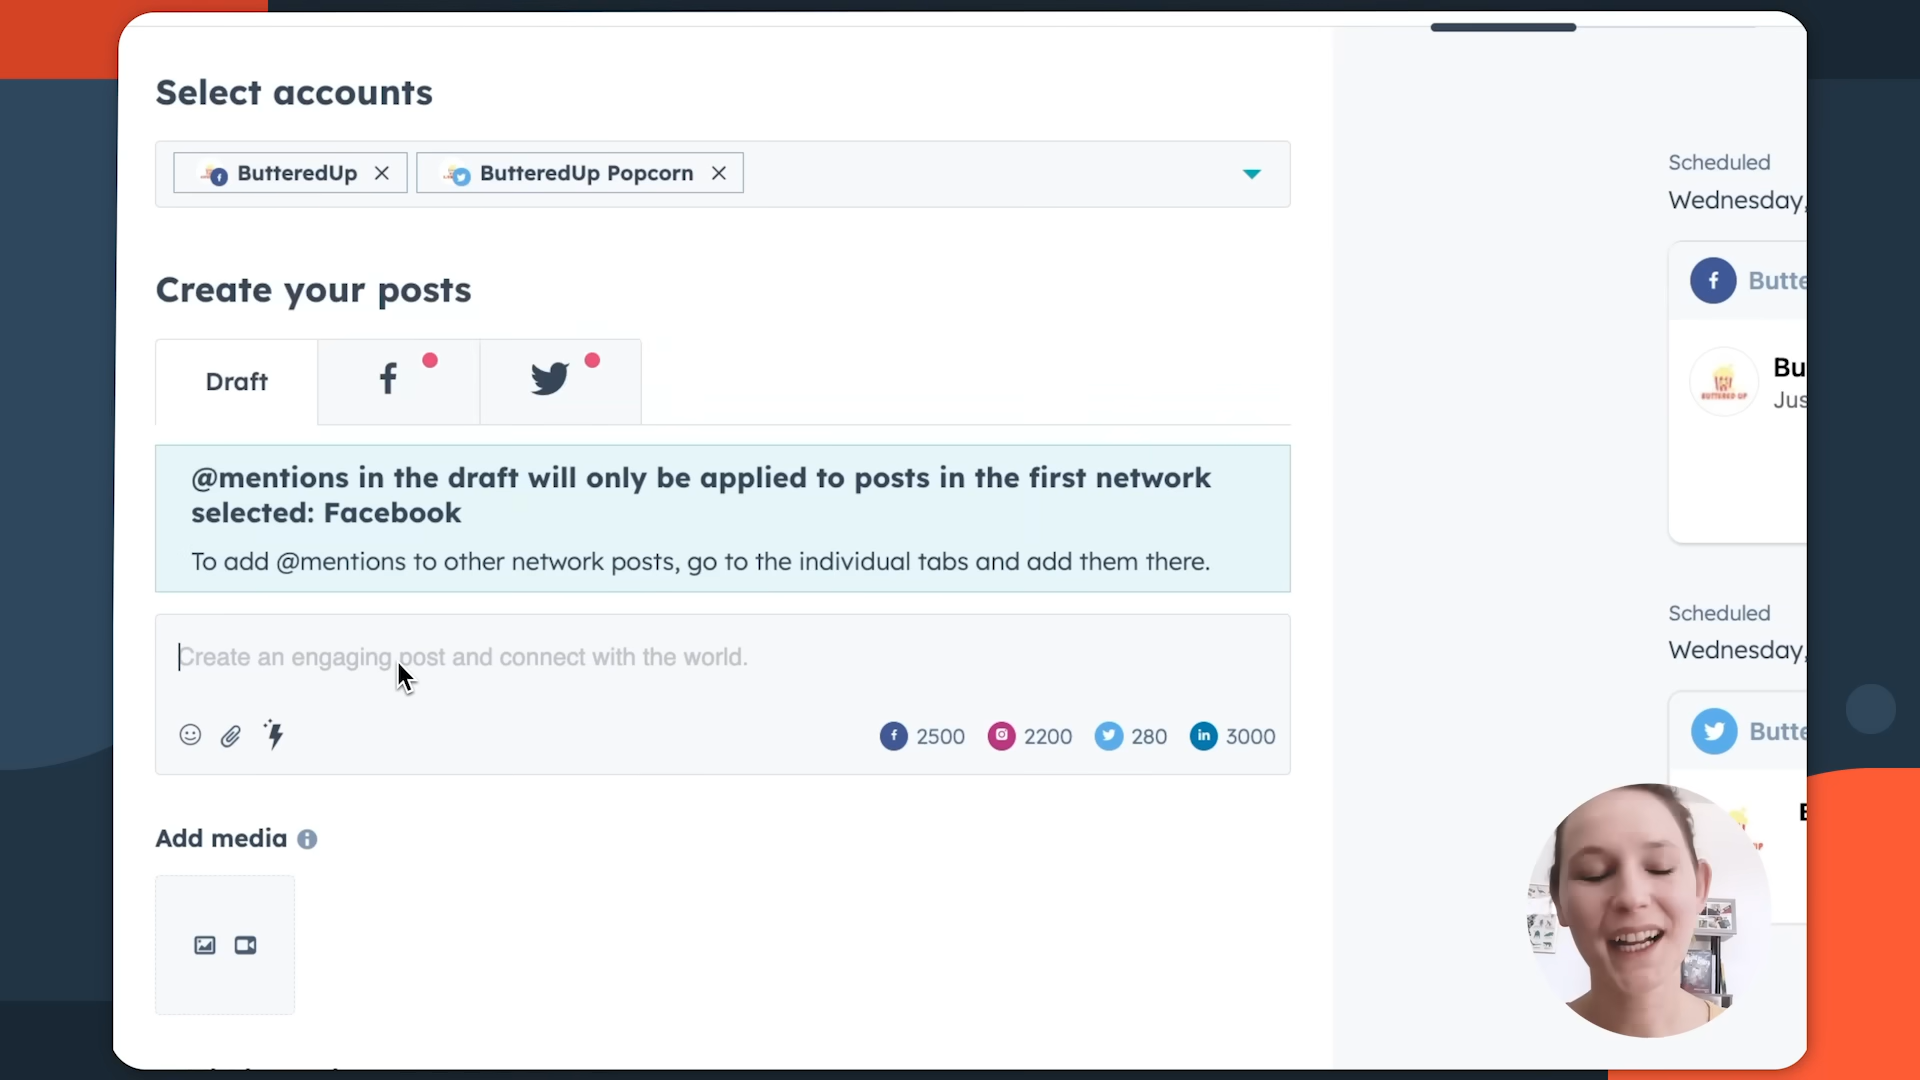 Select accounts
ButteredUp
ButteredUp Popcorn
Create your posts
Draft
@mentions in the draft will only be applied to posts in the first network
selected: Facebook
To add @mentions to other network posts, go to the individual tabs and add them there.
Create an engaging post and connect with the world.
2500 2200 280 3000
Add media
Scheduled
Wednesday,
Butte
BUTTERED UP
Bu
Jus
Scheduled
Wednesday,
Butte